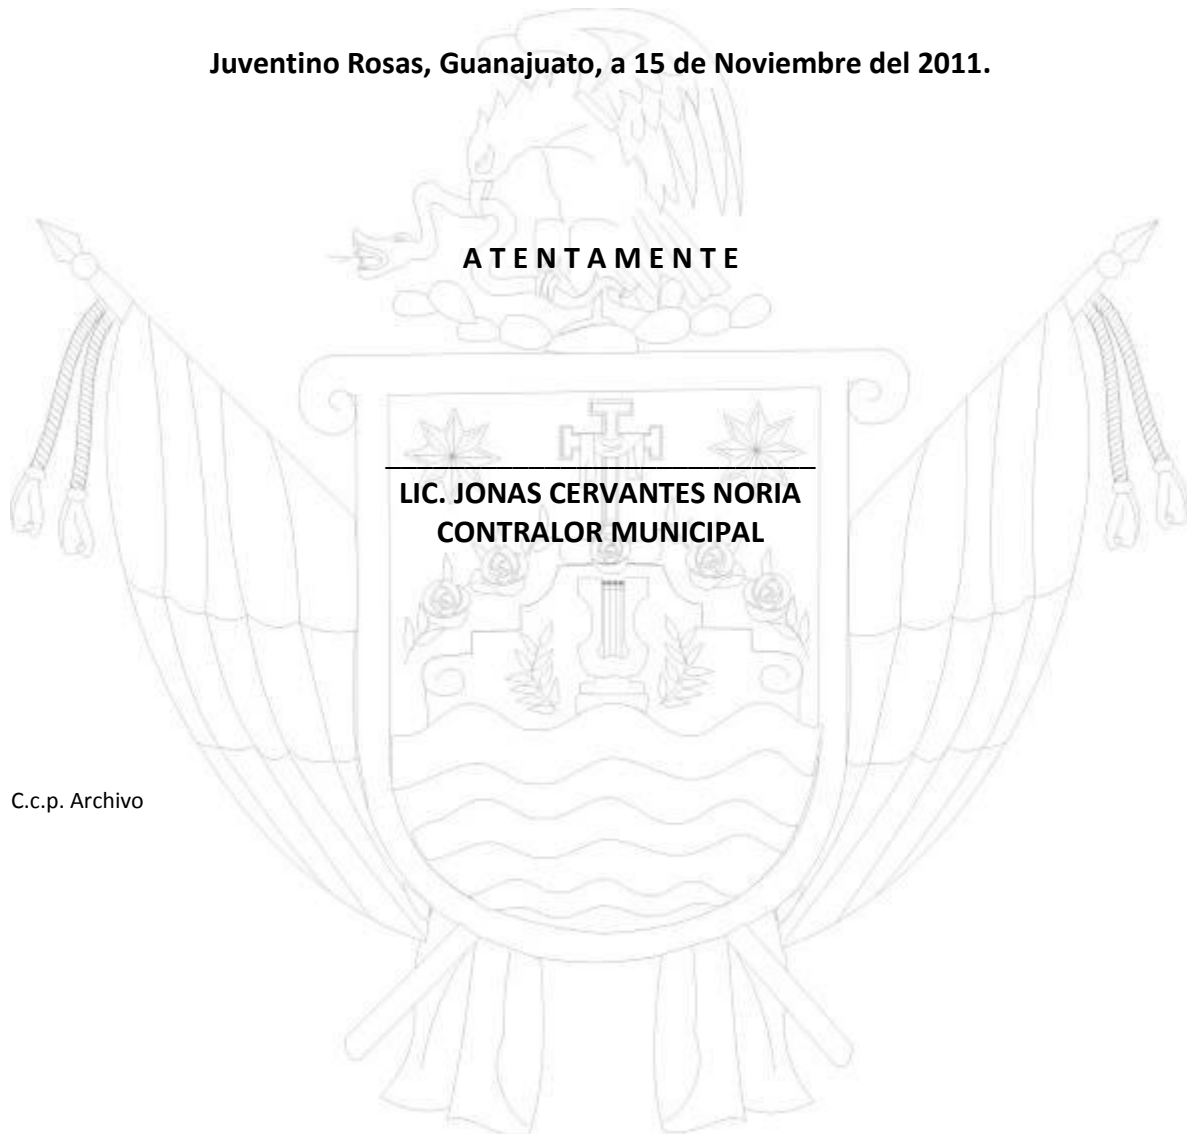 Juventino Rosas, Guanajuato, a 15 de Noviembre del 2011.
A T E N T A M E N T E
LIC. JONAS CERVANTES NORIA
CONTRALOR MUNICIPAL
C.c.p. Archivo